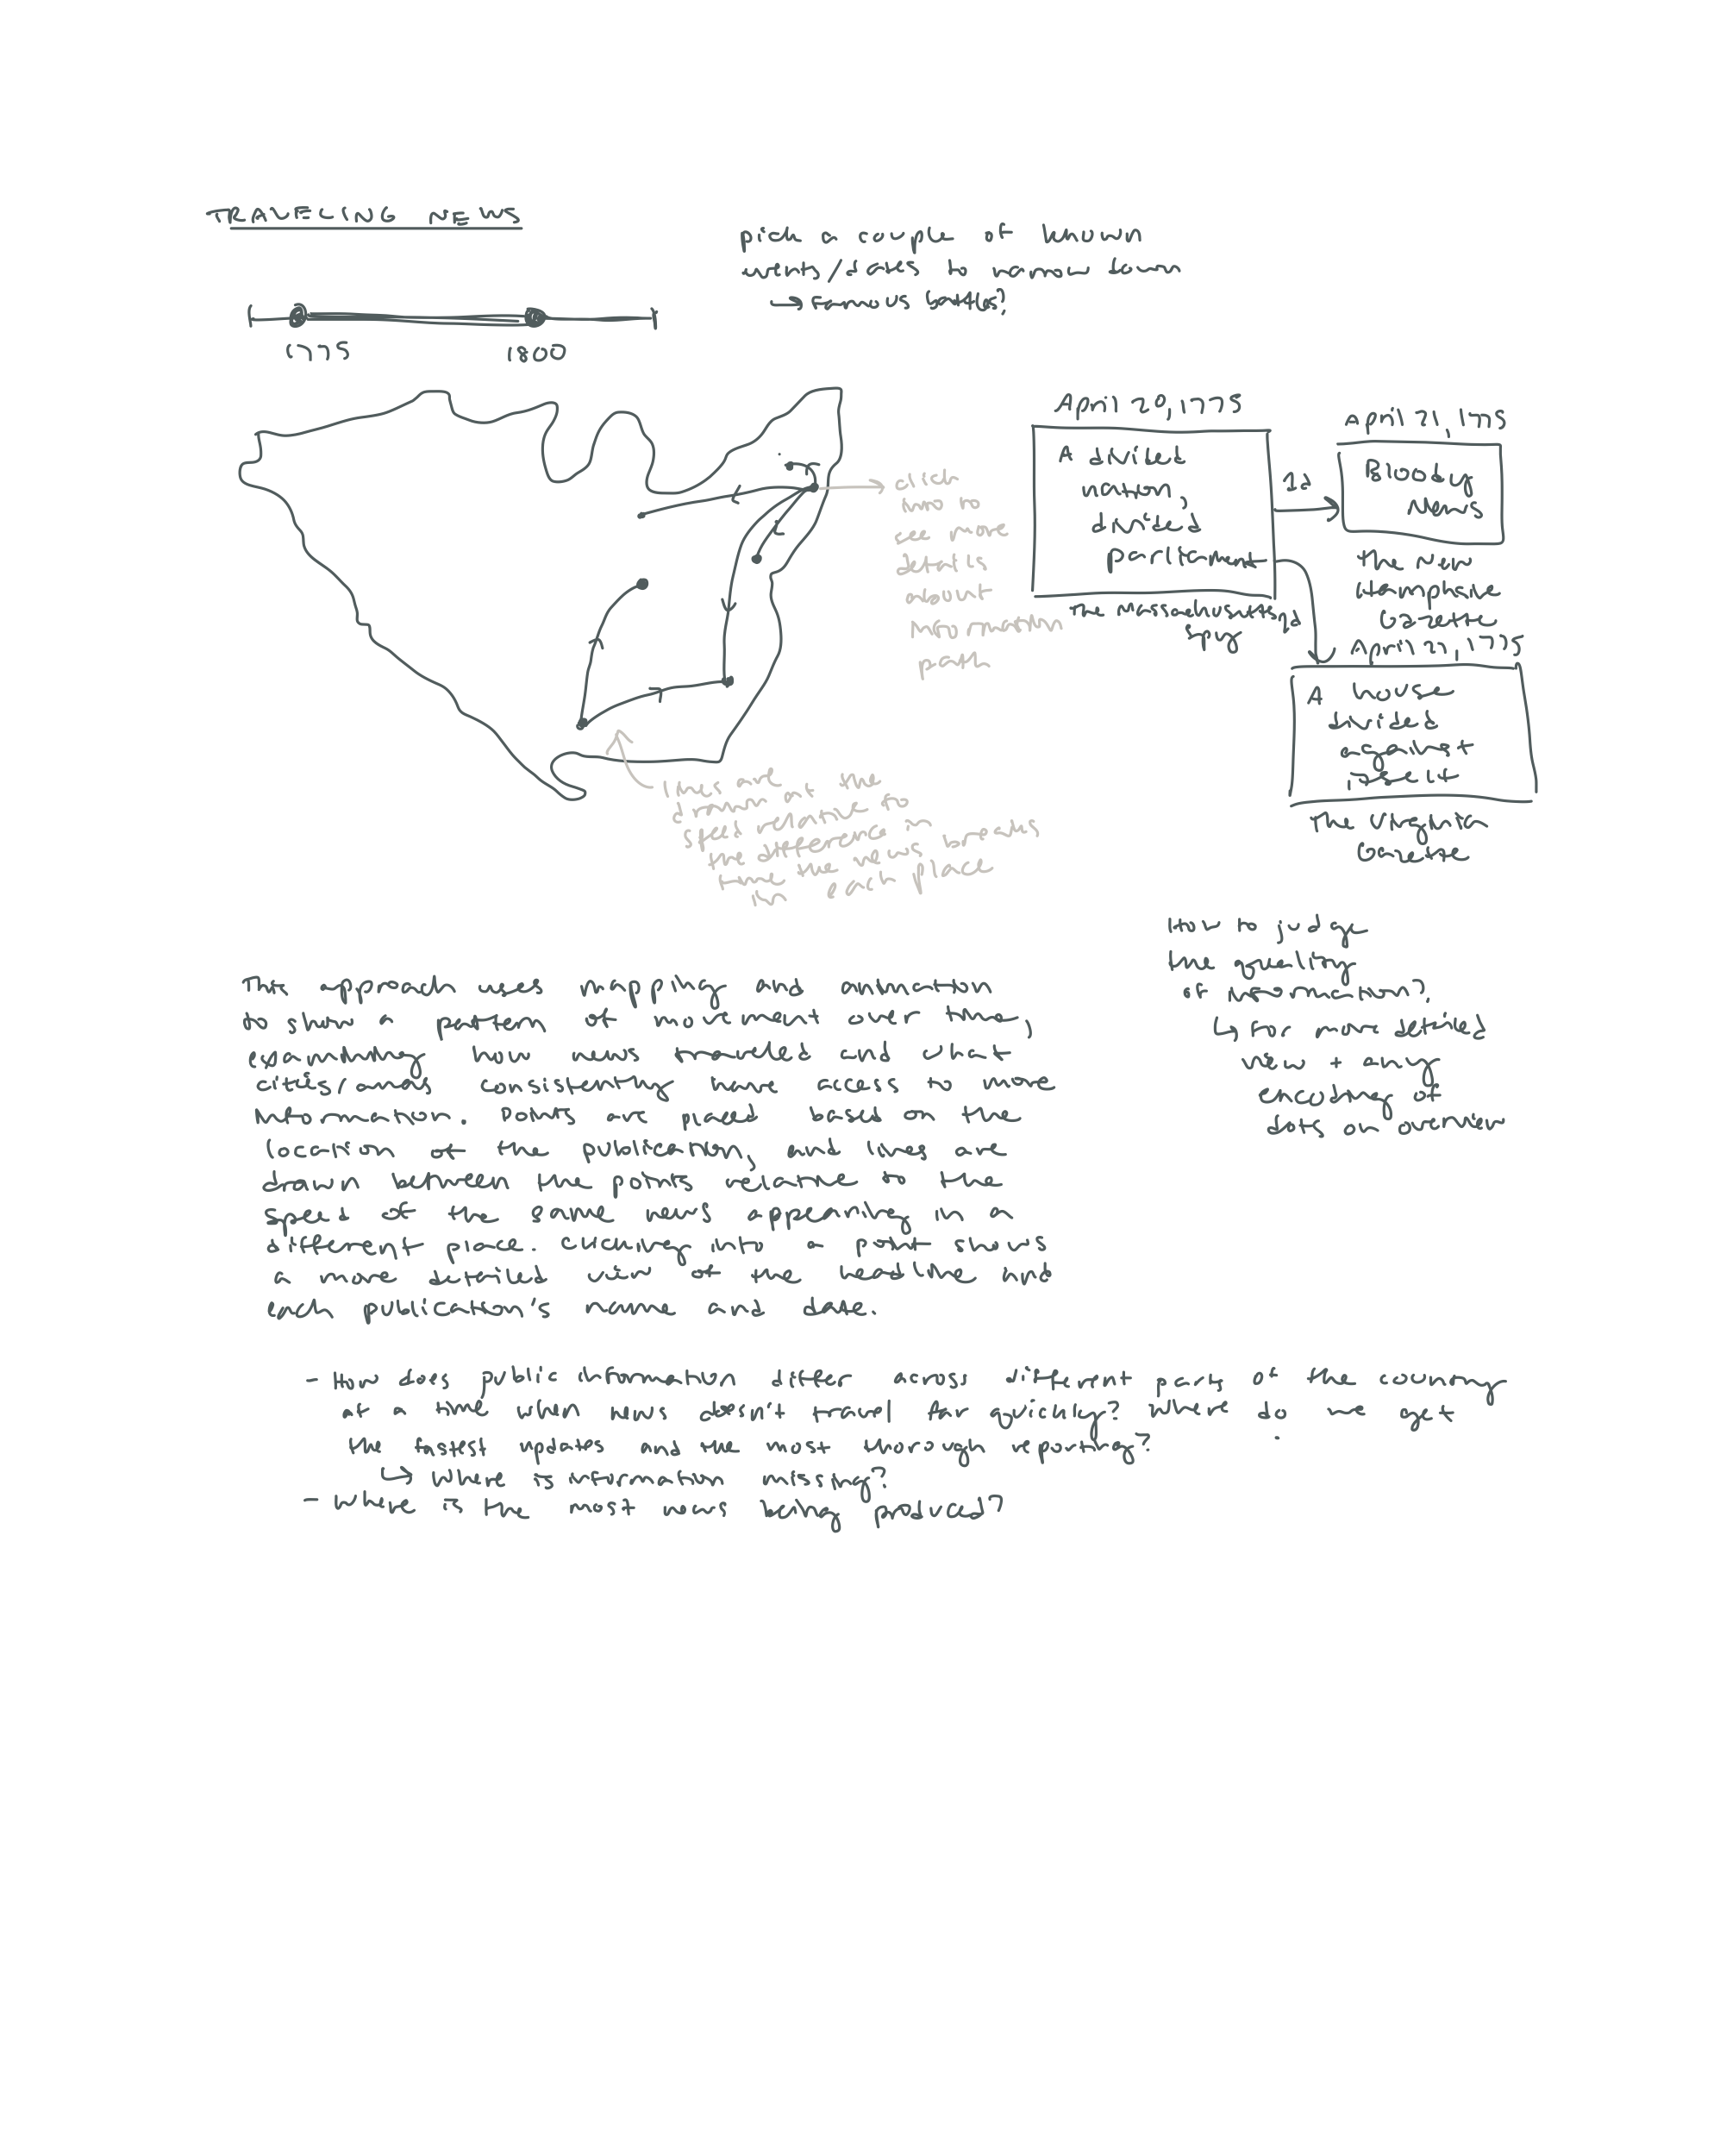 TRAVELING NEWS
pick a couple of known
events/dates to narrow down
↳ famous battles?
1775 1800
April 20, 1775
A divided
nation,
divided
parliament
The Massachusetts
Spy
1d
April 21, 1775
Bloody
News
The New
Hampshire
Gazette
2d
April 22, 1775
A house
divided
against
itself
The Virginia
Gazette
click
into to
see more
details
about
information
path
lines are
drawn at the
speed relative to
the difference in
time the news breaks
in each place
How to judge
the quality
of information?
↳ For more detailed
view + any
encoding of
dots on overview
This approach uses mapping and animation
to show a pattern of movement over time,
examining how news travelled and what
cities/areas consistently have access to more
information. Points are placed based on the
location of the publication, and lines are
drawn between the points relative to the
speed of the same news appearing in a
different place. Clicking into a point shows
a more detailed view of the headline and
each publication's name and date.
- How does public information differ across different parts of the country
at a time when news doesn't travel far quickly? Where do we get
the fastest updates and the most thorough reporting?
↳ Where is information missing?
- Where is the most news being produced?